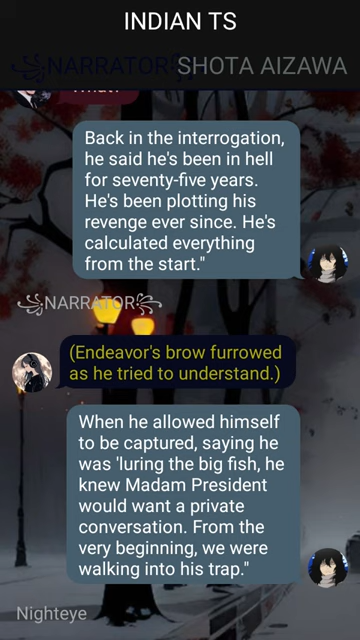 INDIAN TS
꧁NARRATOR꧂
SHOTA AIZAWA
Back in the interrogation,
he said he's been in hell
for seventy-five years.
He's been plotting his
revenge ever since. He's
calculated everything
from the start."
꧁NARRATOR꧂
(Endeavor's brow furrowed
as he tried to understand.)
When he allowed himself
to be captured, saying he
was 'luring the big fish, he
knew Madam President
would want a private
conversation. From the
very beginning, we were
walking into his trap."
Nighteye